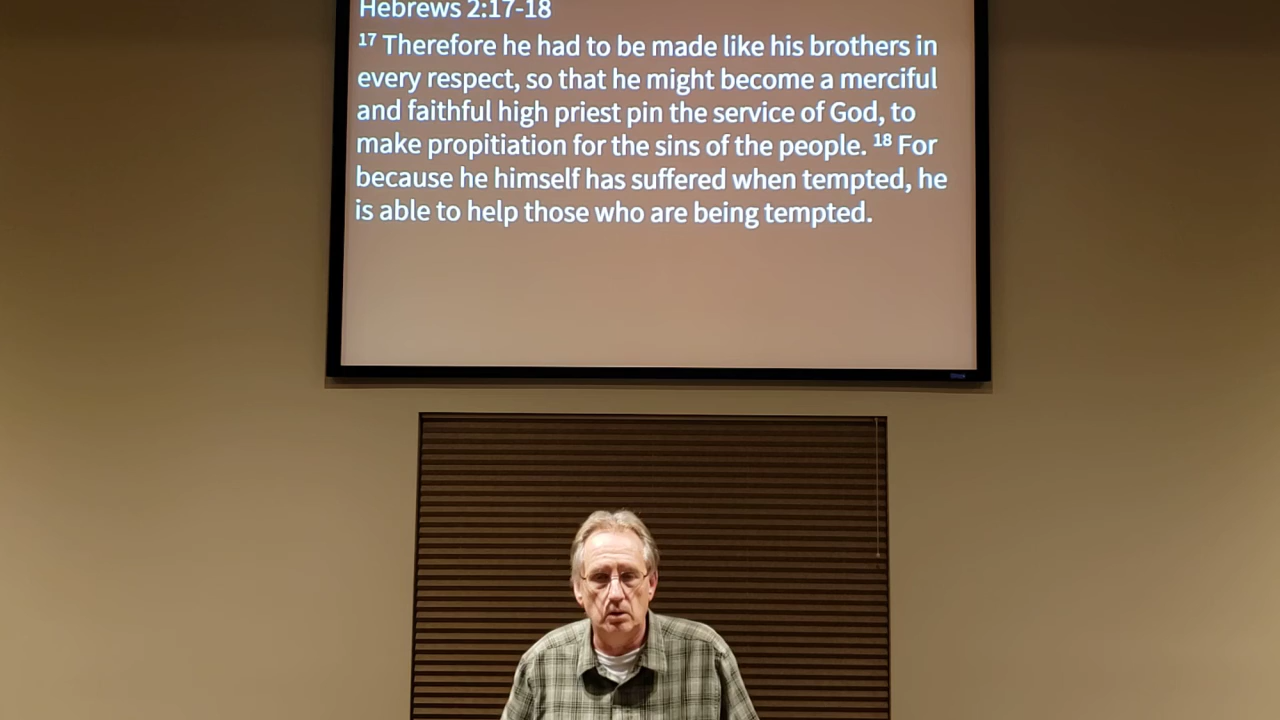 Hebrews 2:17-18
17 Therefore he had to be made like his brothers in
every respect, so that he might become a merciful
and faithful high priest pin the service of God, to
make propitiation for the sins of the people. 18 For
because he himself has suffered when tempted, he
is able to help those who are being tempted.